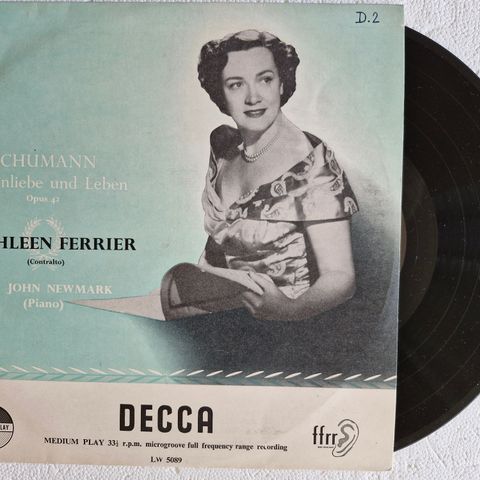 D.2
CHUMANN
nliebe und Leben
Opus 42
HLEEN FERRIER
(Contralto)
JOHN NEWMARK
(Piano)
LAY
DECCA
ffrr
MEDIUM PLAY 33⅓ r.p.m. microgroove full frequency range recording
LW 5089